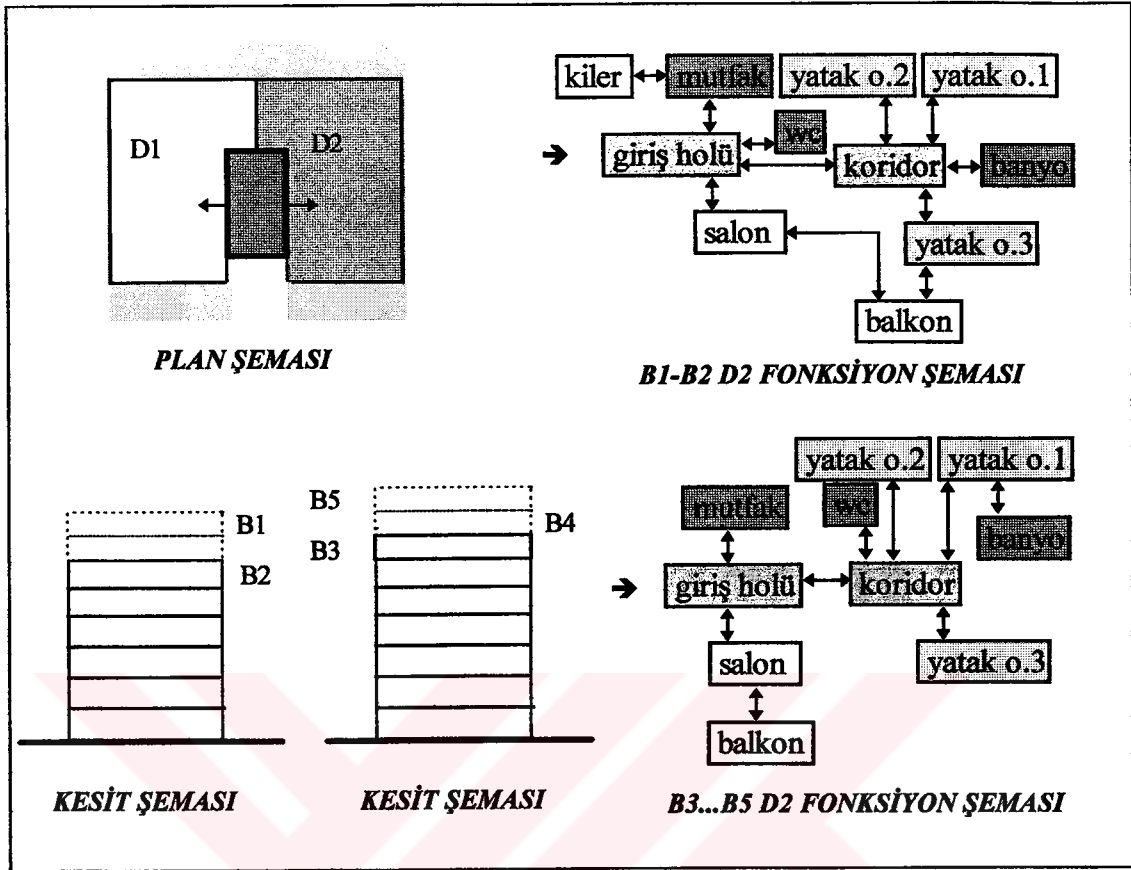 D1
D2
PLAN ŞEMASI
kiler
mutfak
yatak o.2
yatak o.1
wc
giriş holü
koridor
banyo
salon
yatak o.3
balkon
B1-B2 D2 FONKSİYON ŞEMASI
B1
B2
KESİT ŞEMASI
B5
B4
B3
KESİT ŞEMASI
yatak o.2
yatak o.1
mutfak
wc
banyo
giriş holü
koridor
salon
yatak o.3
balkon
B3...B5 D2 FONKSİYON ŞEMASI